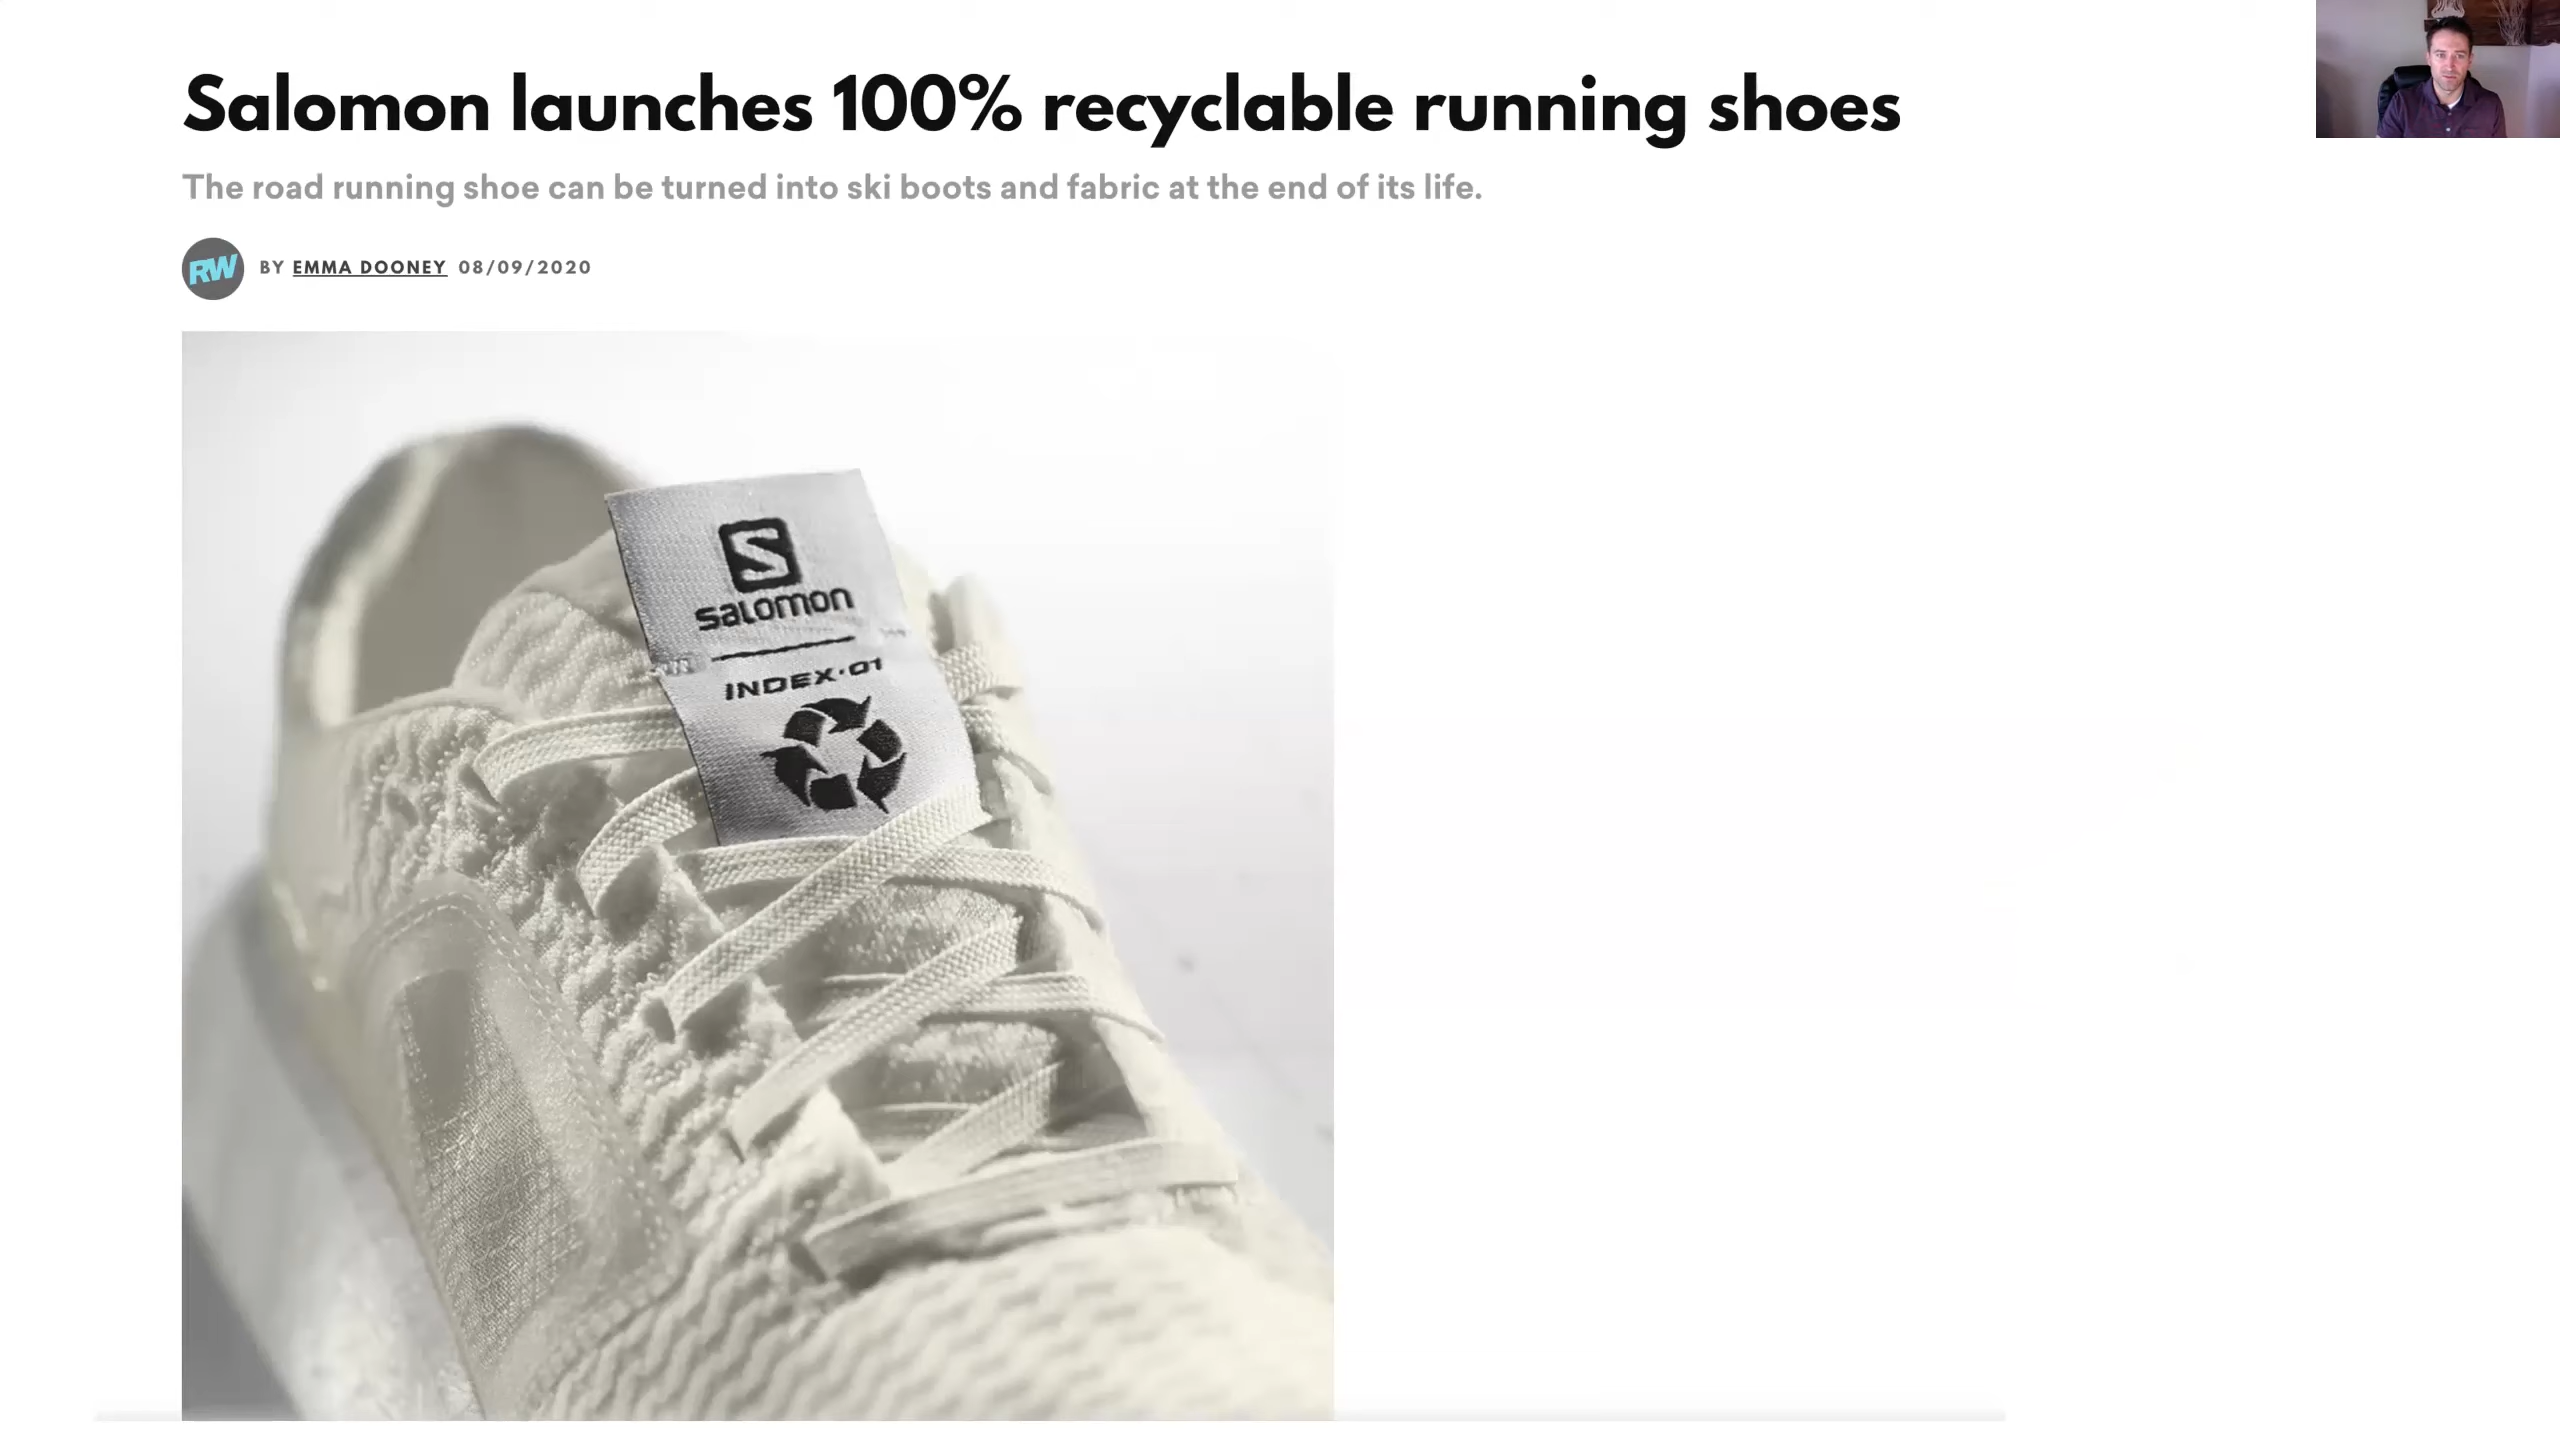 Salomon launches 100% recyclable running shoes
The road running shoe can be turned into ski boots and fabric at the end of its life.
RW
BY EMMA DOONEY 08/09/2020
S
salomon
INDEX·01